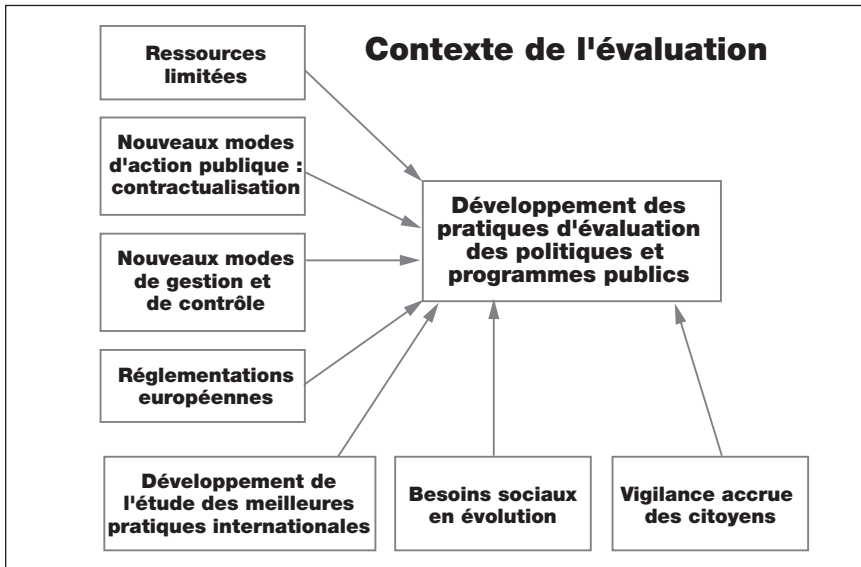 Contexte de l'évaluation
Ressources
limitées
Nouveaux modes
d'action publique :
contractualisation
Nouveaux modes
de gestion et
de contrôle
Réglementations
européennes
Développement des
pratiques d'évaluation
des politiques et
programmes publics
Développement de
l'étude des meilleures
pratiques internationales
Besoins sociaux
en évolution
Vigilance accrue
des citoyens